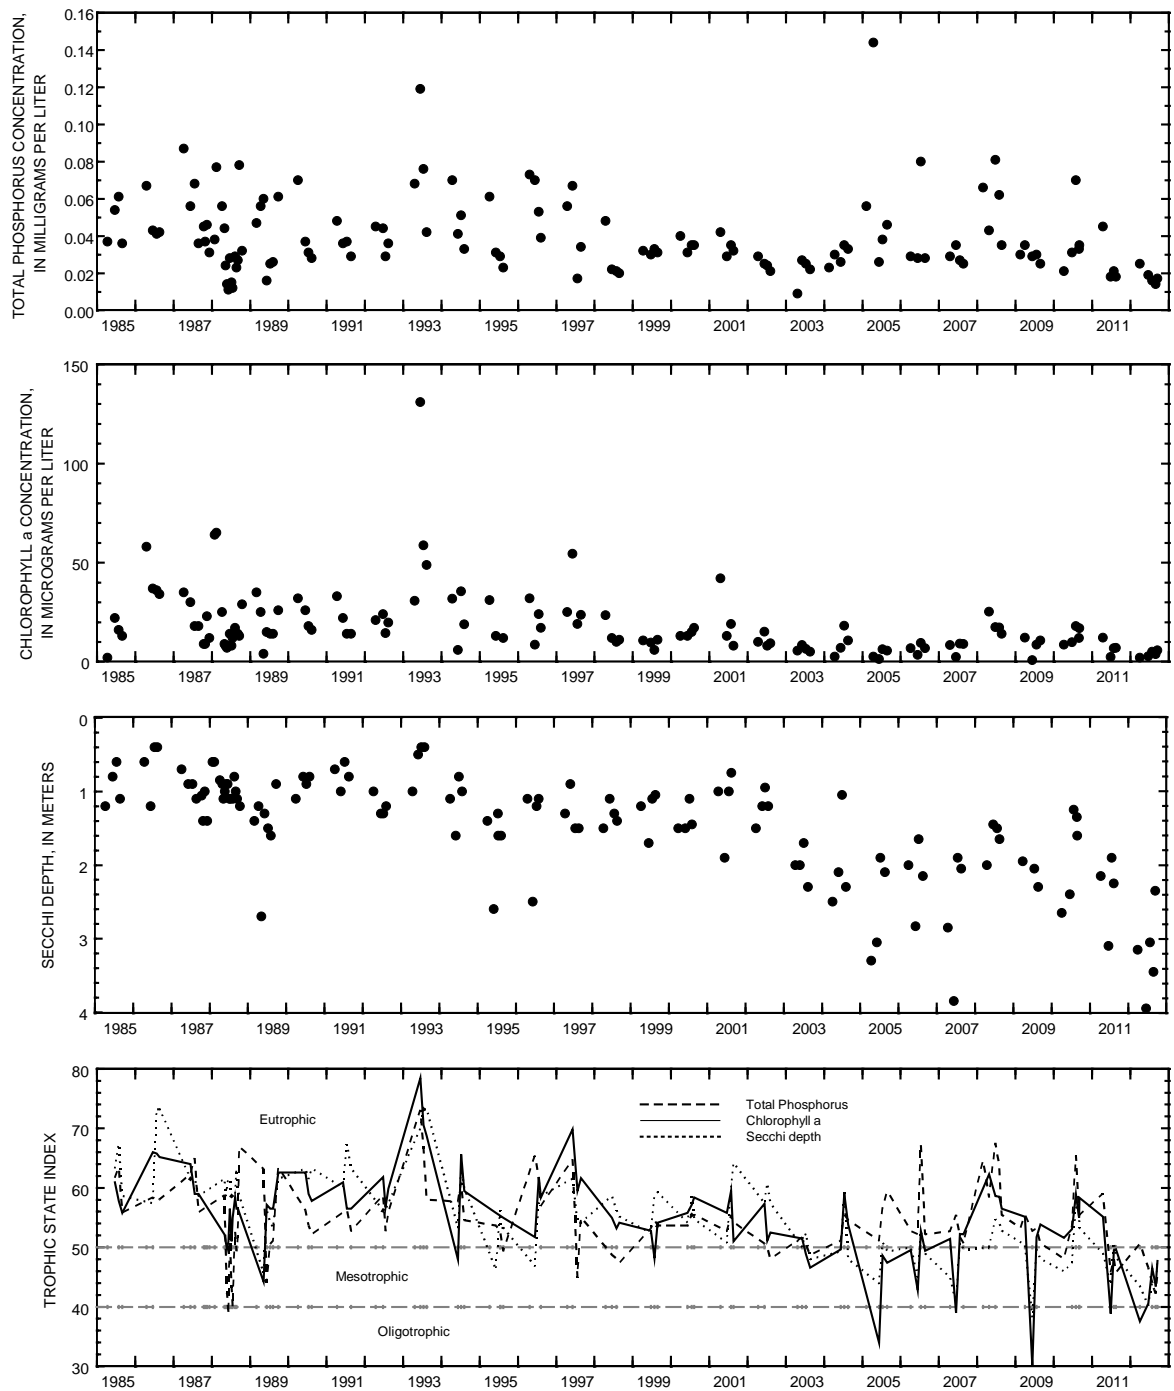 TOTAL PHOSPHORUS CONCENTRATION,
IN MILLIGRAMS PER LITER
0.16
0.14
0.12
0.10
0.08
0.06
0.04
0.02
0.00
1985 1987 1989 1991 1993 1995 1997 1999 2001 2003 2005 2007 2009 2011
CHLOROPHYLL a CONCENTRATION,
IN MICROGRAMS PER LITER
150
100
50
0
1985 1987 1989 1991 1993 1995 1997 1999 2001 2003 2005 2007 2009 2011
SECCHI DEPTH, IN METERS
0
1
2
3
4
1985 1987 1989 1991 1993 1995 1997 1999 2001 2003 2005 2007 2009 2011
TROPHIC STATE INDEX
80
70
60
50
40
30
Eutrophic
Total Phosphorus
Chlorophyll a
Secchi depth
Mesotrophic
Oligotrophic
1985 1987 1989 1991 1993 1995 1997 1999 2001 2003 2005 2007 2009 2011